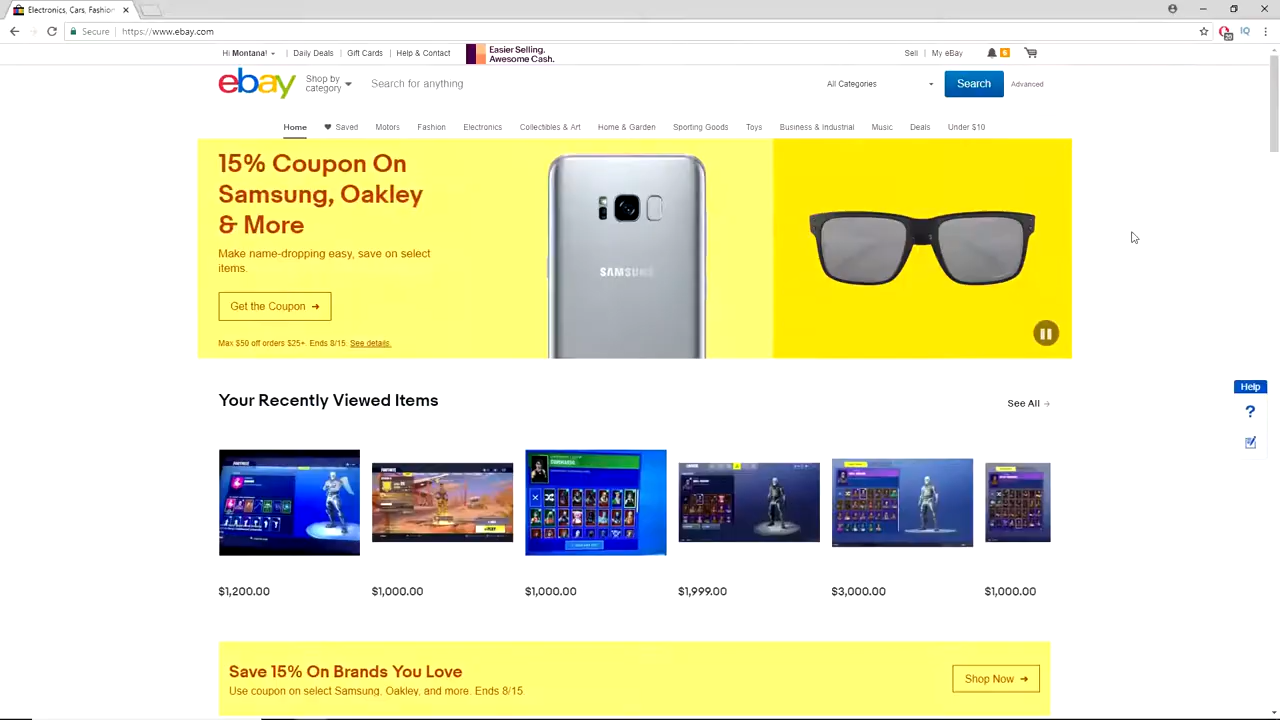 Electronics, Cars, Fashion
Secure https://www.ebay.com
Hi Montana! Daily Deals Gift Cards Help & Contact
Easier Selling.
Awesome Cash.
Sell My eBay 6
ebay
Shop by
category
Search for anything
All Categories
Search
Advanced
Home Saved Motors Fashion Electronics Collectibles & Art Home & Garden Sporting Goods Toys Business & Industrial Music Deals Under $10
15% Coupon On
Samsung, Oakley
& More
Make name-dropping easy, save on select
items.
Get the Coupon
Max $50 off orders $25+. Ends 8/15. See details.
SAMSUNG
Help
?
Your Recently Viewed Items
See All
$1,200.00 $1,000.00 $1,000.00 $1,999.00 $3,000.00 $1,000.00
Save 15% On Brands You Love
Use coupon on select Samsung, Oakley, and more. Ends 8/15.
Shop Now